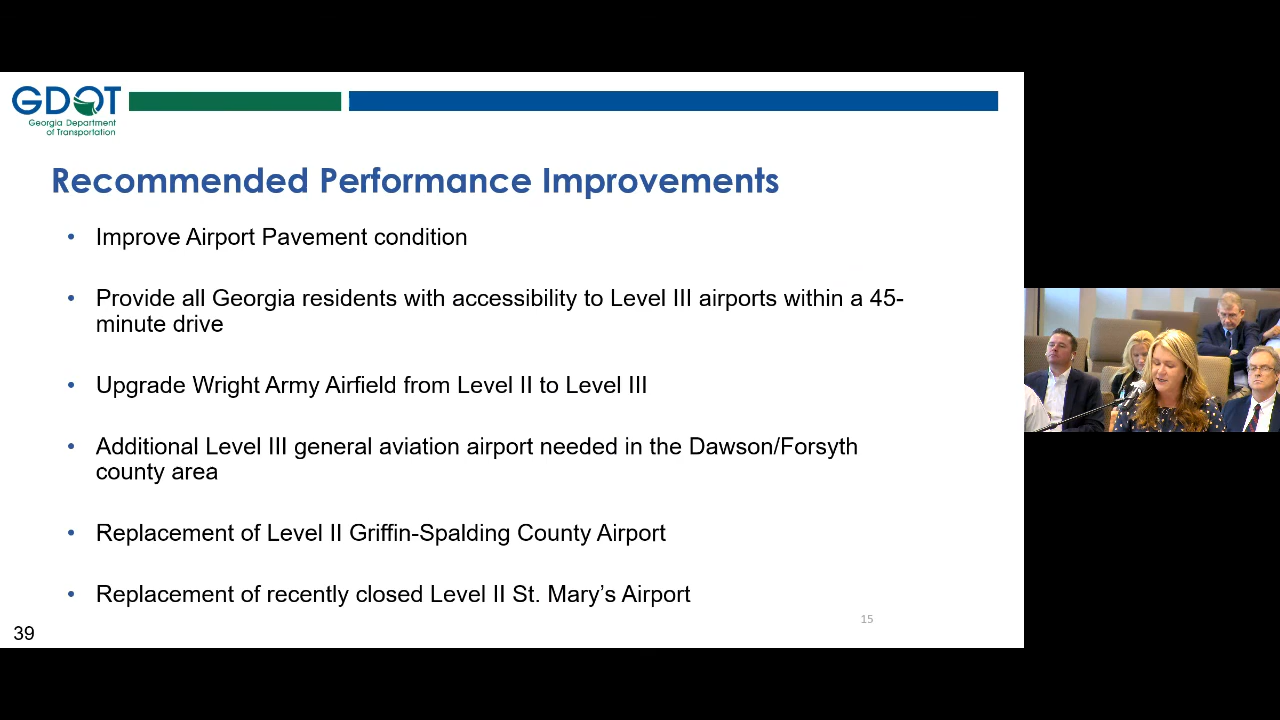 GDOT
Georgia Department
of Transportation
Recommended Performance Improvements
• Improve Airport Pavement condition
• Provide all Georgia residents with accessibility to Level III airports within a 45-
minute drive
• Upgrade Wright Army Airfield from Level II to Level III
• Additional Level III general aviation airport needed in the Dawson/Forsyth
county area
• Replacement of Level II Griffin-Spalding County Airport
• Replacement of recently closed Level II St. Mary’s Airport
15
39